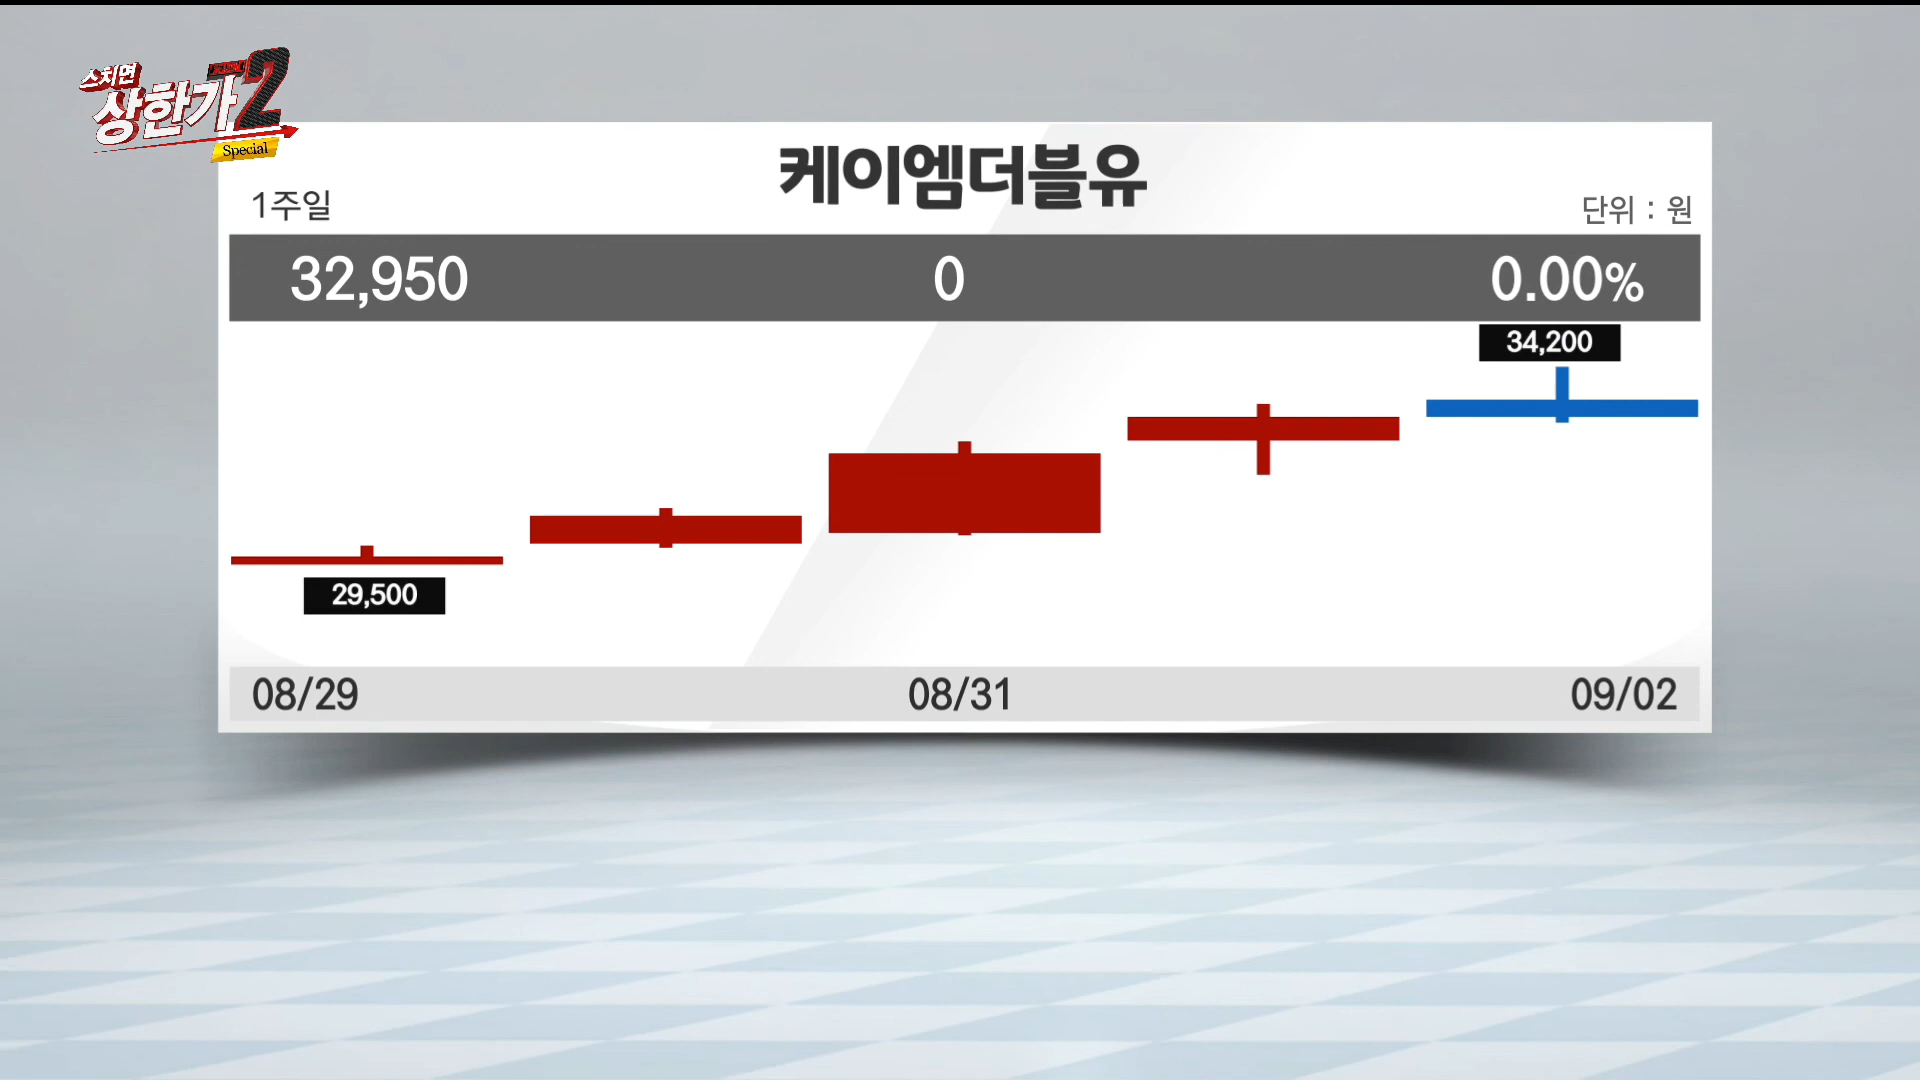 스치면
상한가2
Special
케이엠더블유
1주일
단위 : 원
32,950 0 0.00%
34,200
29,500
08/29 08/31 09/02